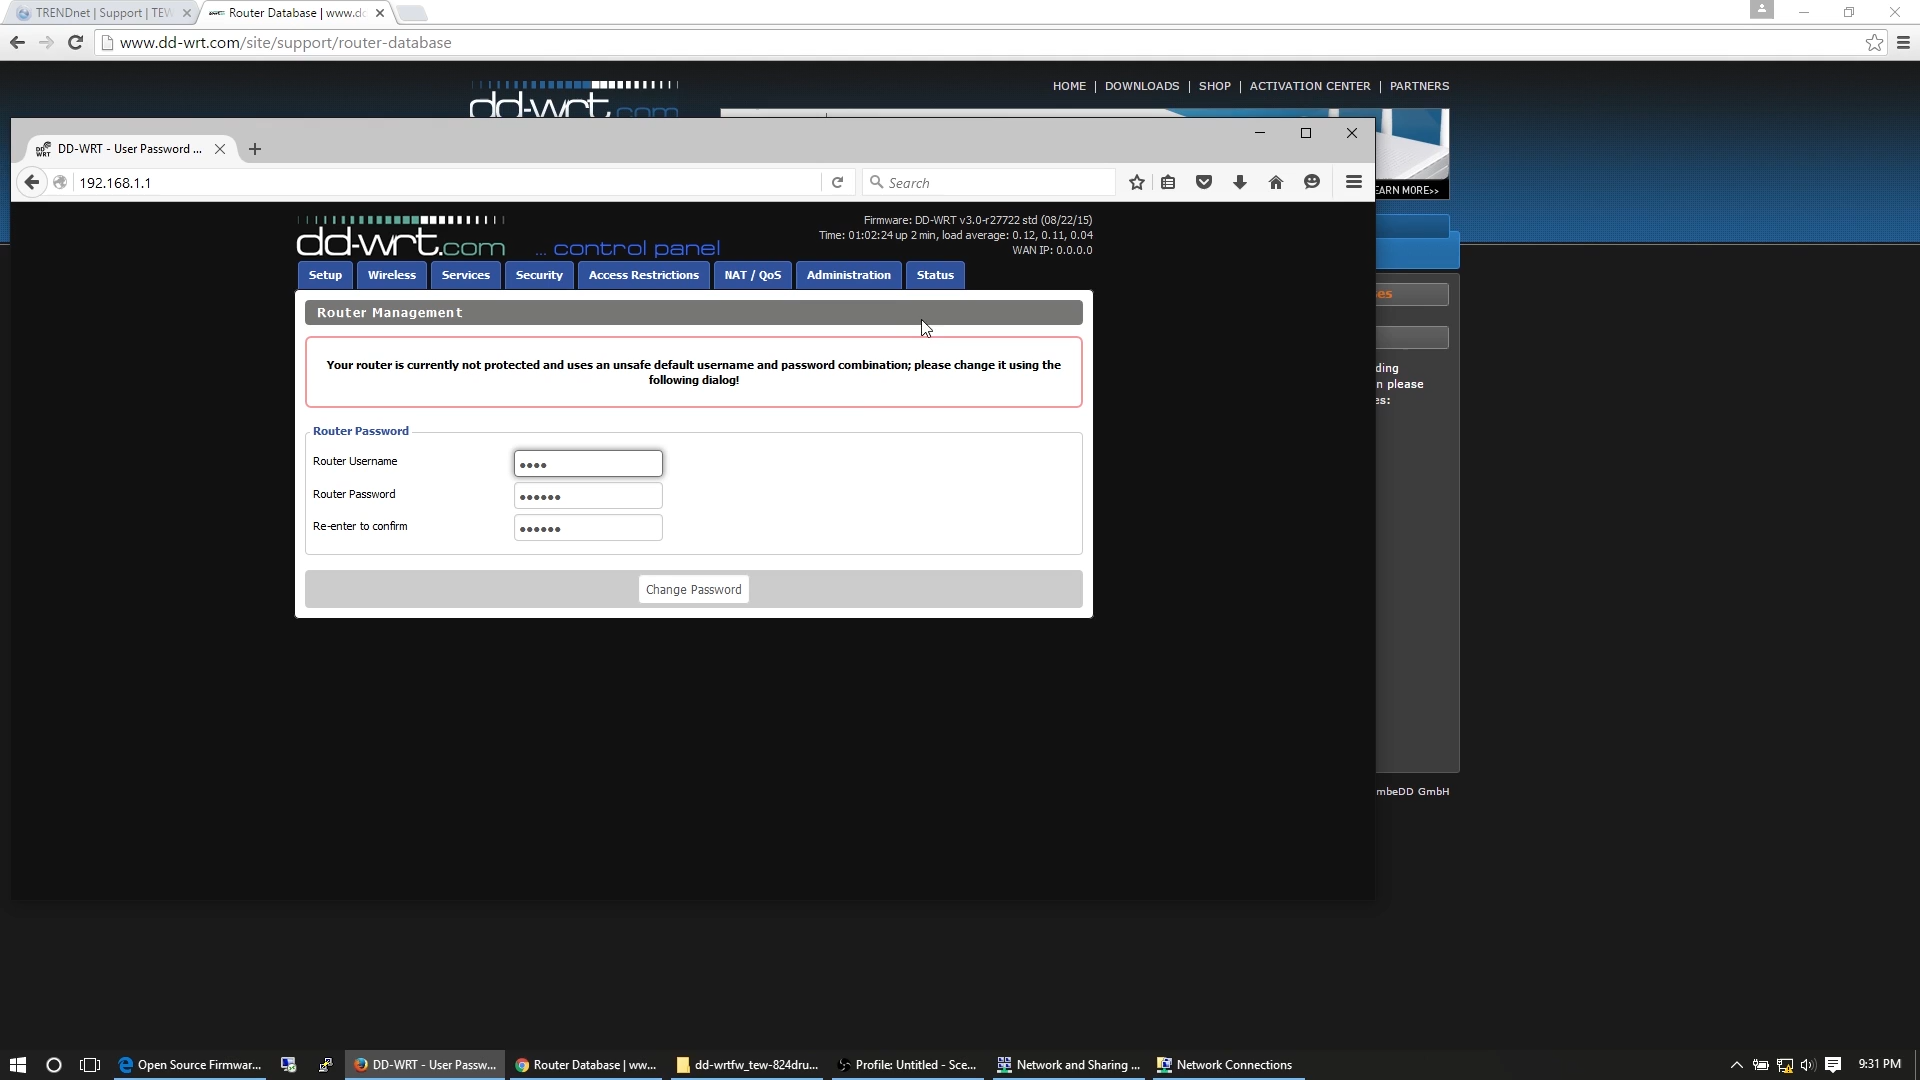 TRENDnet | Support | TEW
Router Database | www.dd
www.dd-wrt.com/site/support/router-database
dd-wrt.com
HOME | DOWNLOADS | SHOP | ACTIVATION CENTER | PARTNERS
DD-WRT - User Password ...
192.168.1.1
Search
EARN MORE>>
dd-wrt.com ... control panel
Firmware: DD-WRT v3.0-r27722 std (08/22/15)
Time: 01:02:24 up 2 min, load average: 0.12, 0.11, 0.04
WAN IP: 0.0.0.0
Setup Wireless Services Security Access Restrictions NAT / QoS Administration Status
es
Router Management
Your router is currently not protected and uses an unsafe default username and password combination; please change it using the
following dialog!
ding
n please
es:
Router Password
Router Username
Router Password
Re-enter to confirm
Change Password
mbeDD GmbH
Open Source Firmwar...
DD-WRT - User Passw...
Router Database | ww...
dd-wrtfw_tew-824dru...
Profile: Untitled - Sce...
Network and Sharing ...
Network Connections
9:31 PM